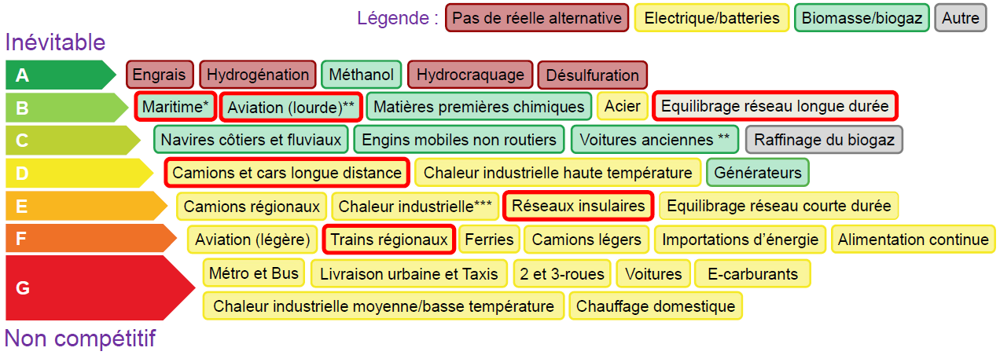 Légende : Pas de réelle alternative Electrique/batteries Biomasse/biogaz Autre
Inévitable
A Engrais Hydrogénation Méthanol Hydrocraquage Désulfuration
B Maritime* Aviation (lourde)** Matières premières chimiques Acier Equilibrage réseau longue durée
C Navires côtiers et fluviaux Engins mobiles non routiers Voitures anciennes ** Raffinage du biogaz
D Camions et cars longue distance Chaleur industrielle haute température Générateurs
E Camions régionaux Chaleur industrielle*** Réseaux insulaires Equilibrage réseau courte durée
F Aviation (légère) Trains régionaux Ferries Camions légers Importations d’énergie Alimentation continue
G Métro et Bus Livraison urbaine et Taxis 2 et 3-roues Voitures E-carburants
Chaleur industrielle moyenne/basse température Chauffage domestique
Non compétitif